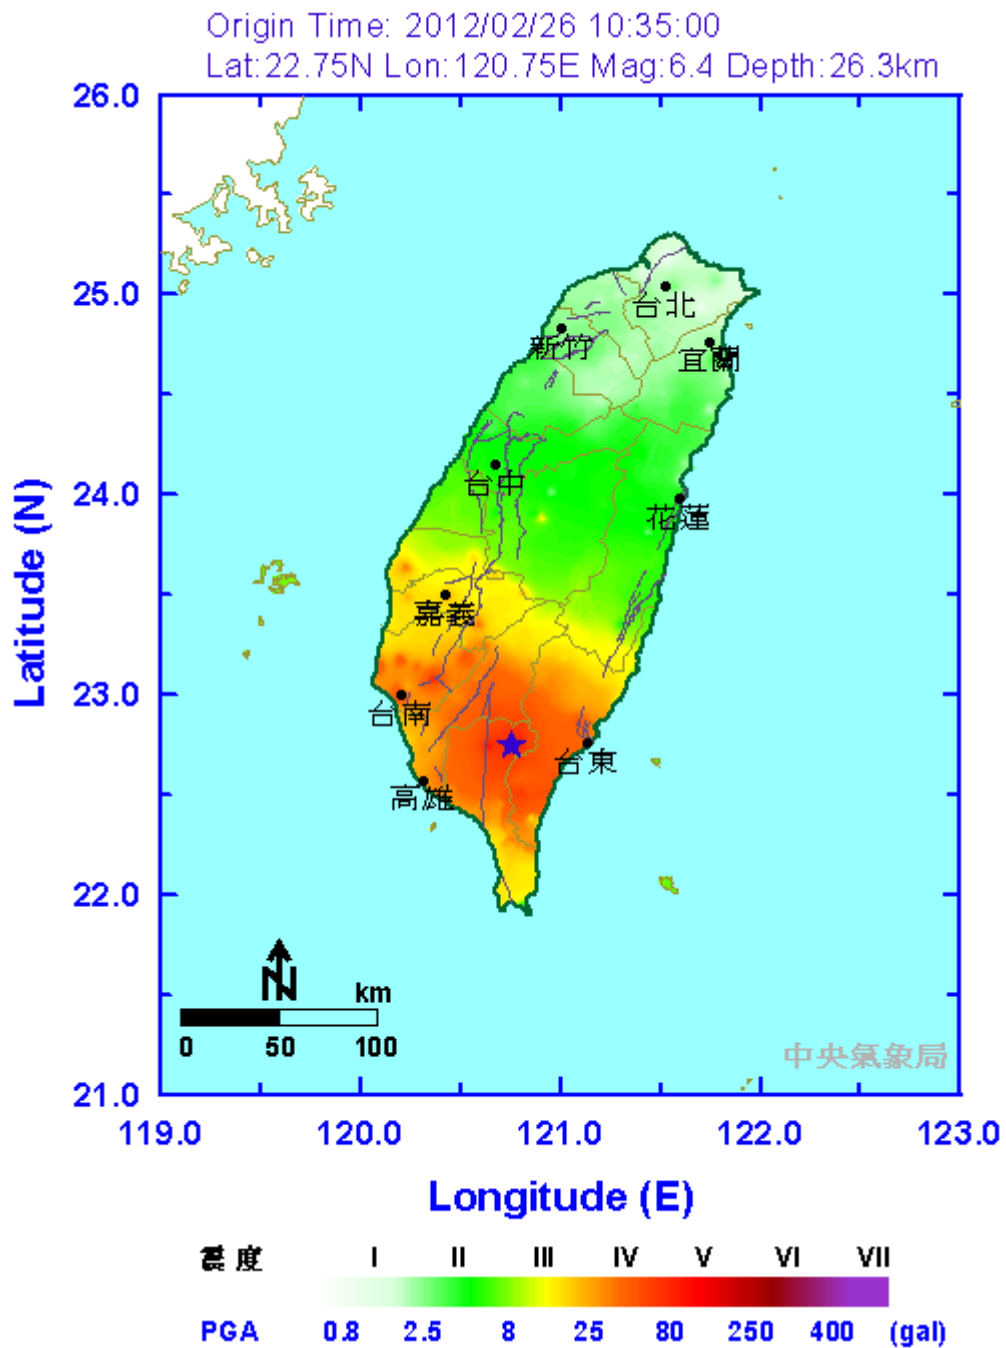 Origin Time: 2012/02/26 10:35:00
Lat:22.75N Lon:120.75E Mag:6.4 Depth:26.3km
26.0
25.0
24.0
23.0
22.0
21.0
Latitude (N)
台北
新竹
宜蘭
台中
花蓮
嘉義
台南
台東
高雄
N
km
0 50 100
中央氣象局
119.0 120.0 121.0 122.0 123.0
Longitude (E)
震度 I II III IV V VI VII
PGA 0.8 2.5 8 25 80 250 400 (gal)